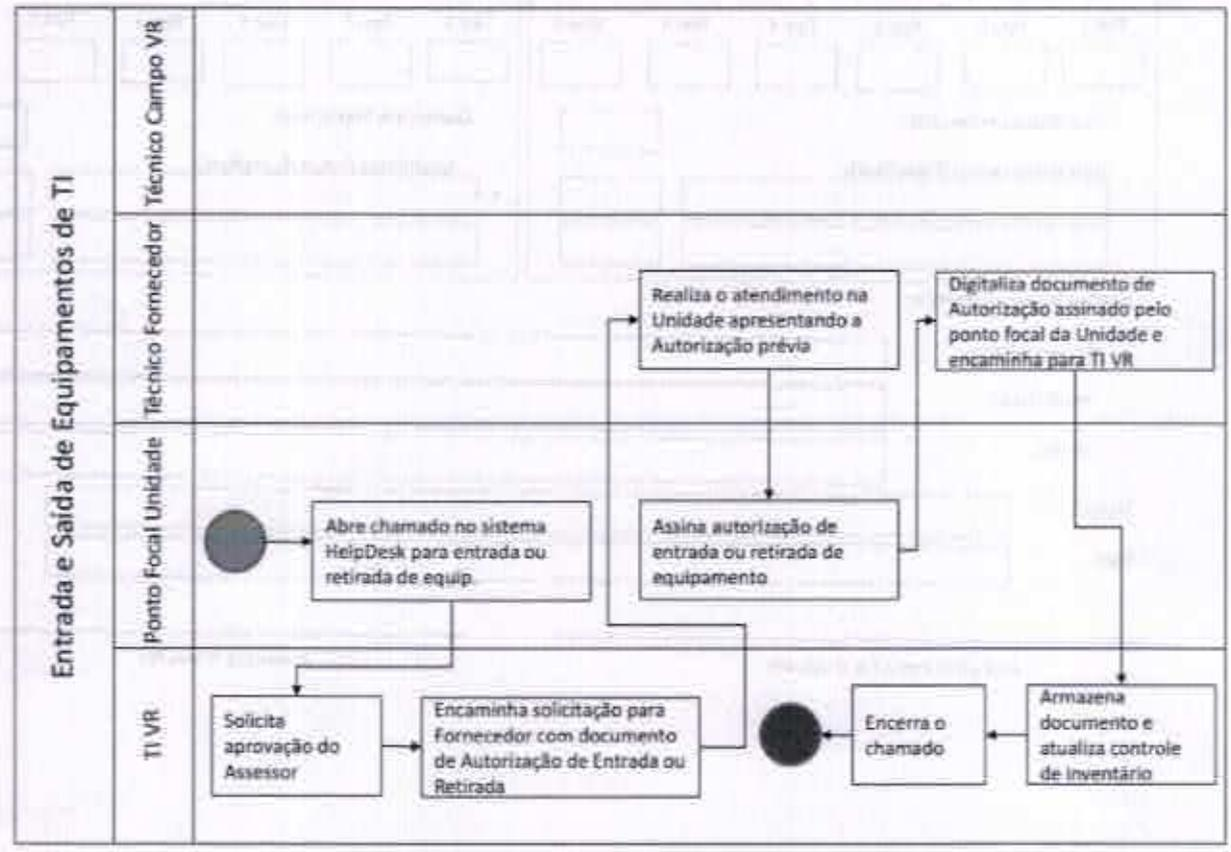 Entrada e Saída de Equipamentos de TI
Técnico Campo VR
Técnico Fornecedor
Realiza o atendimento na
Unidade apresentando a
Autorização prévia
Digitaliza documento de
Autorização assinado pelo
ponto focal da Unidade e
encaminha para TI VR
Ponto Focal Unidade
Abre chamado no sistema
HelpDesk para entrada ou
retirada de equip.
Assina autorização de
entrada ou retirada de
equipamento
TI VR
Solicita
aprovação do
Assessor
Encaminha solicitação para
Fornecedor com documento
de Autorização de Entrada ou
Retirada
Encerra o
chamado
Armazena
documento e
atualiza controle
de inventário